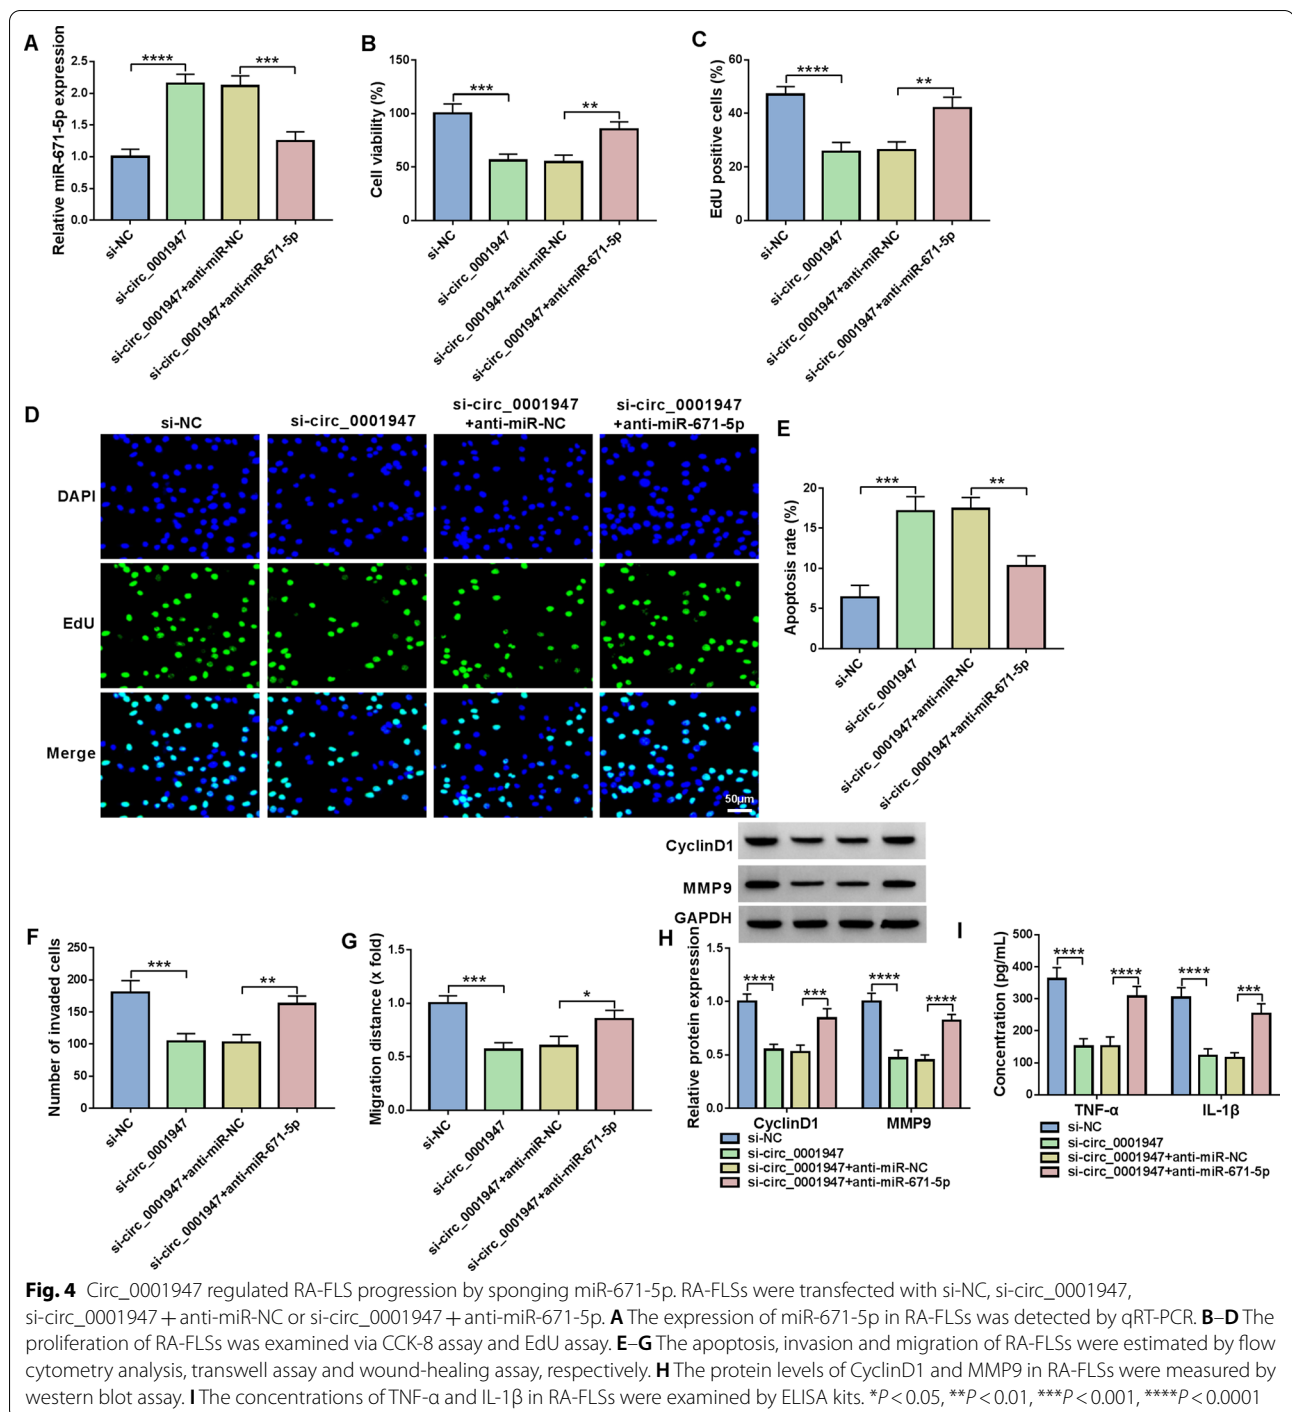 A
Relative miR-671-5p expression
2.5
2.0
1.5
1.0
0.5
0.0
****
***
si-NC
si-circ_0001947
si-circ_0001947+anti-miR-NC
si-circ_0001947+anti-miR-671-5p
B
Cell viability (%)
150
100
50
0
***
**
si-NC
si-circ_0001947
si-circ_0001947+anti-miR-NC
si-circ_0001947+anti-miR-671-5p
C
EdU positive cells (%)
60
40
20
0
****
**
si-NC
si-circ_0001947
si-circ_0001947+anti-miR-NC
si-circ_0001947+anti-miR-671-5p
D
si-NC
si-circ_0001947
si-circ_0001947
+anti-miR-NC
si-circ_0001947
+anti-miR-671-5p
DAPI
EdU
Merge
50μm
E
Apoptosis rate (%)
20
15
10
5
0
***
**
si-NC
si-circ_0001947
si-circ_0001947+anti-miR-NC
si-circ_0001947+anti-miR-671-5p
F
Number of invaded cells
250
200
150
100
50
0
***
**
si-NC
si-circ_0001947
si-circ_0001947+anti-miR-NC
si-circ_0001947+anti-miR-671-5p
G
Migration distance (x fold)
1.5
1.0
0.5
0.0
***
*
si-NC
si-circ_0001947
si-circ_0001947+anti-miR-NC
si-circ_0001947+anti-miR-671-5p
CyclinD1
MMP9
GAPDH
H
Relative protein expression
1.5
1.0
0.5
0.0
****
***
****
****
CyclinD1
MMP9
si-NC
si-circ_0001947
si-circ_0001947+anti-miR-NC
si-circ_0001947+anti-miR-671-5p
I
Concentration (pg/mL)
500
400
300
200
100
0
****
****
****
***
TNF-α
IL-1β
si-NC
si-circ_0001947
si-circ_0001947+anti-miR-NC
si-circ_0001947+anti-miR-671-5p
Fig. 4 Circ_0001947 regulated RA-FLS progression by sponging miR-671-5p. RA-FLSs were transfected with si-NC, si-circ_0001947,
si-circ_0001947 + anti-miR-NC or si-circ_0001947 + anti-miR-671-5p. A The expression of miR-671-5p in RA-FLSs was detected by qRT-PCR. B–D The
proliferation of RA-FLSs was examined via CCK-8 assay and EdU assay. E–G The apoptosis, invasion and migration of RA-FLSs were estimated by flow
cytometry analysis, transwell assay and wound-healing assay, respectively. H The protein levels of CyclinD1 and MMP9 in RA-FLSs were measured by
western blot assay. I The concentrations of TNF-α and IL-1β in RA-FLSs were examined by ELISA kits. *P < 0.05, **P < 0.01, ***P < 0.001, ****P < 0.0001